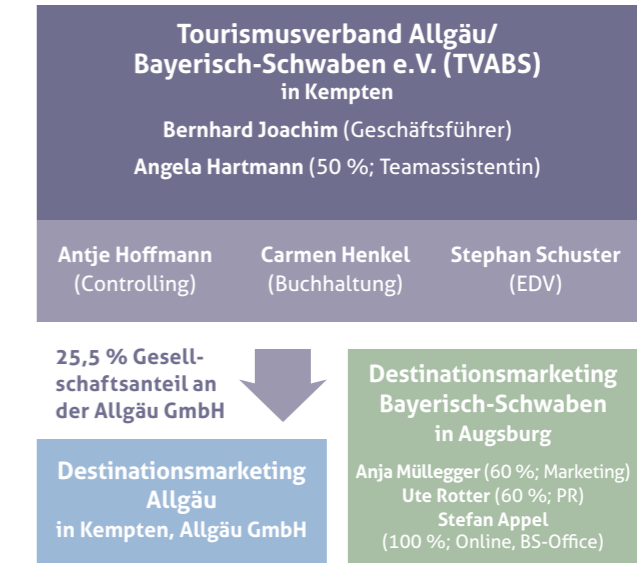 Tourismusverband Allgäu/
Bayerisch-Schwaben e.V. (TVABS)
in Kempten
Bernhard Joachim (Geschäftsführer)
Angela Hartmann (50 %; Teamassistentin)
Antje Hoffmann
(Controlling)
Carmen Henkel
(Buchhaltung)
Stephan Schuster
(EDV)
25,5 % Gesell-
schaftsanteil an
der Allgäu GmbH
Destinationsmarketing
Allgäu
in Kempten, Allgäu GmbH
Destinationsmarketing
Bayerisch-Schwaben
in Augsburg
Anja Müllegger (60 %; Marketing)
Ute Rotter (60 %; PR)
Stefan Appel
(100 %; Online, BS-Office)